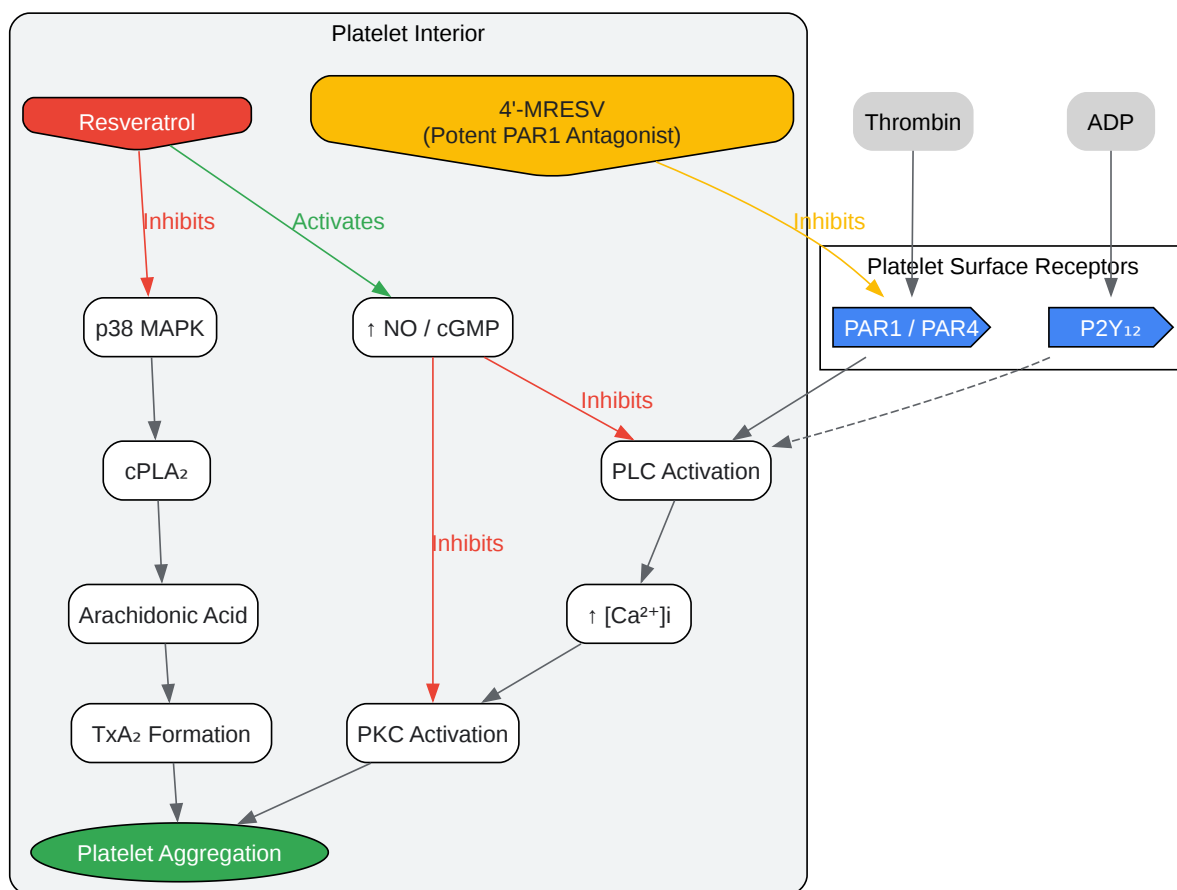 Platelet Interior
Resveratrol
4'-MRESV
(Potent PAR1 Antagonist)
Thrombin
ADP
Inhibits
Activates
Inhibits
Platelet Surface Receptors
p38 MAPK
↑ NO / cGMP
PAR1 / PAR4
P2Y₁₂
Inhibits
cPLA₂
PLC Activation
Inhibits
Arachidonic Acid
↑ [Ca²⁺]i
TxA₂ Formation
PKC Activation
Platelet Aggregation